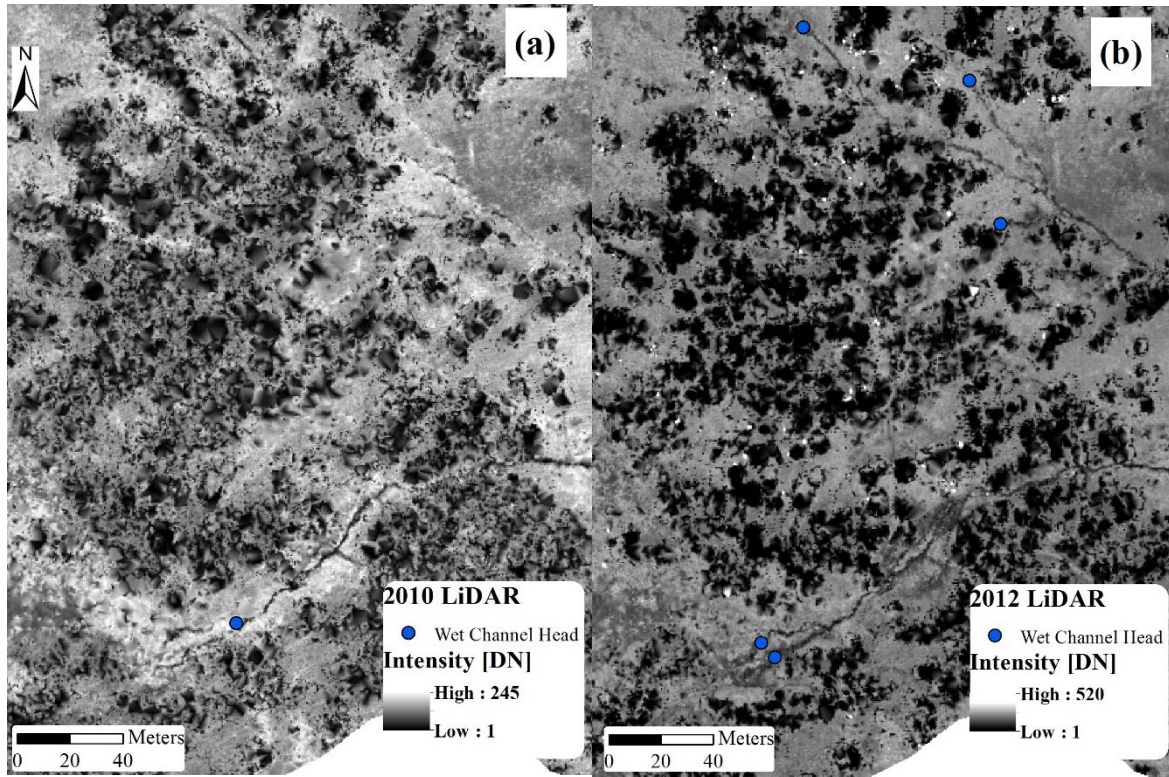 (a)
N
2010 LiDAR
Wet Channel Head
Intensity [DN]
High : 245
Low : 1
Meters
0 20 40
(b)
2012 LiDAR
Wet Channel Head
Intensity [DN]
High : 520
Low : 1
Meters
0 20 40